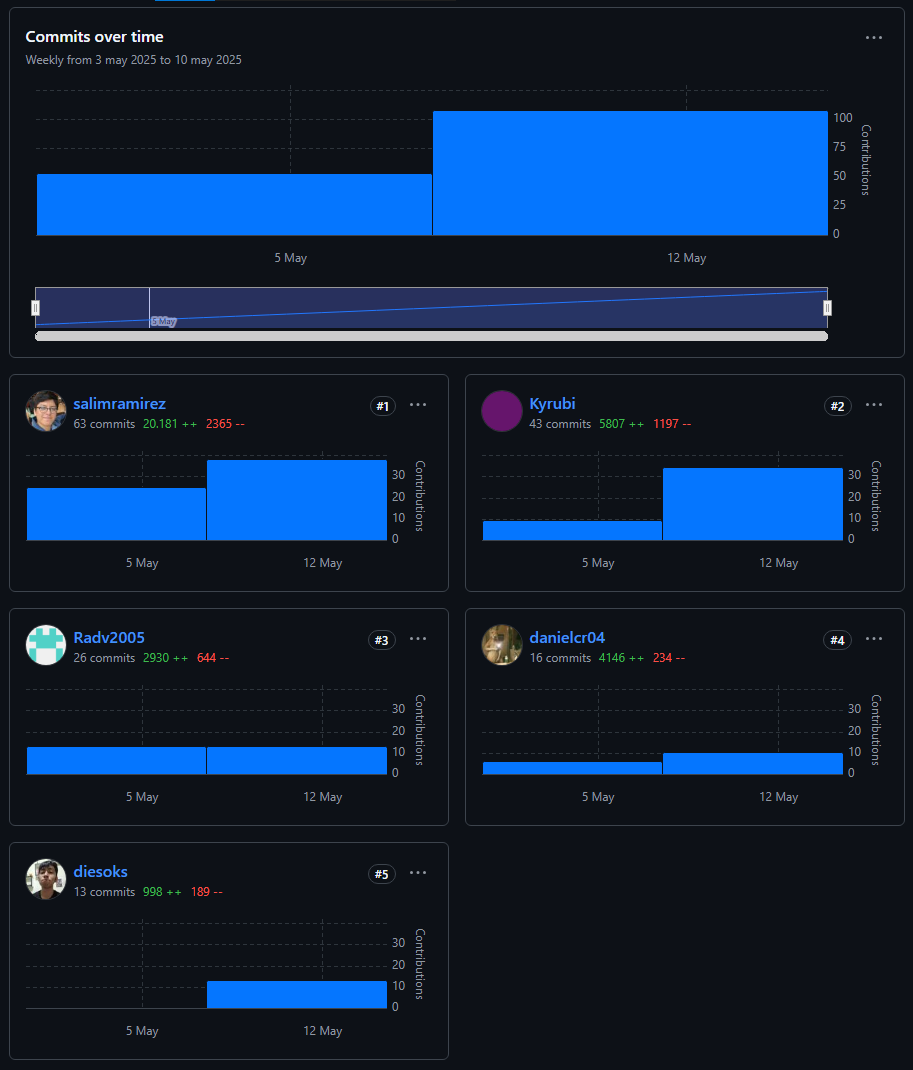 Commits over time
Weekly from 3 may 2025 to 10 may 2025
100
75
50
25
0
Contributions
5 May
12 May
6 May
salimramirez
#1
63 commits 20.181 ++ 2365 --
30
20
10
0
Contributions
5 May
12 May
Kyrubi
#2
43 commits 5807 ++ 1197 --
30
20
10
0
Contributions
5 May
12 May
Radv2005
#3
26 commits 2930 ++ 644 --
30
20
10
0
Contributions
5 May
12 May
danielcr04
#4
16 commits 4146 ++ 234 --
30
20
10
0
Contributions
5 May
12 May
diesoks
#5
13 commits 998 ++ 189 --
30
20
10
0
Contributions
5 May
12 May